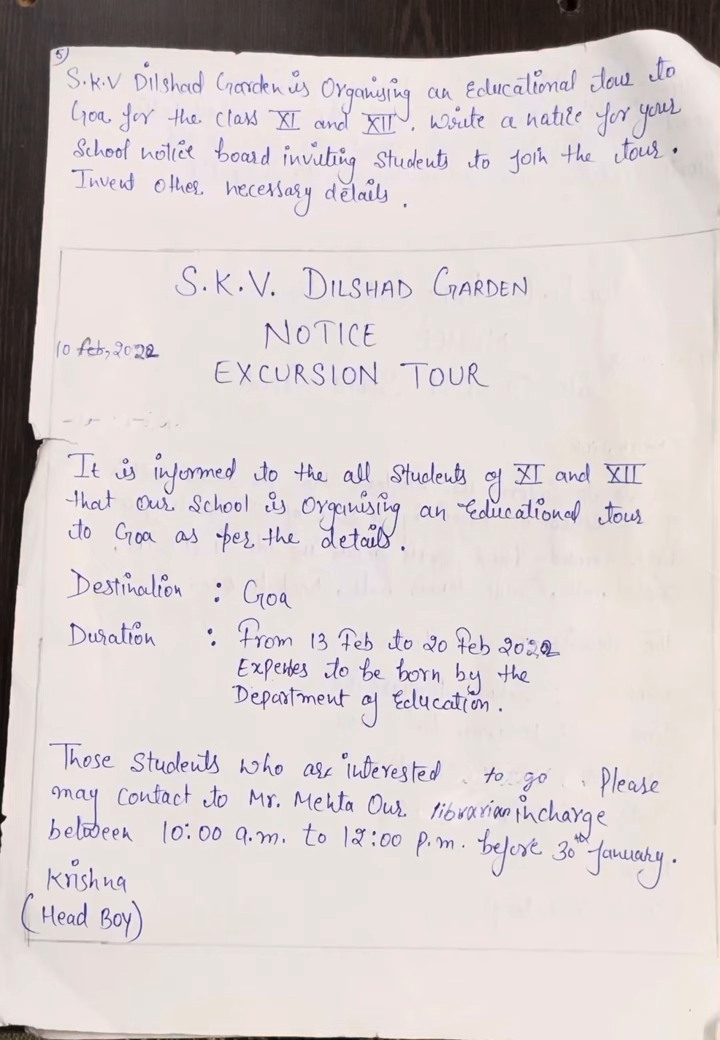 5)
S.K.V Dilshad Garden is Organising an Educational tour to
Goa for the class XI and XII. Write a notice for your
School notice board inviting Students to join the tour.
Invent other necessary details.
S.K.V. DILSHAD GARDEN
NOTICE
10 feb, 2022
EXCURSION TOUR
It is informed to the all Students of XI and XII
that our School is Organising an Educational tour
to Goa as per the details.
Destination : Goa
Duration : From 13 Feb to 20 Feb 2022
Expenses to be born by the
Department of Education.
Those Students who are interested to go. Please
may contact to Mr. Mehta Our librarian incharge
between 10:00 a.m. to 12:00 p.m. before 30th January.
Krishna
(Head Boy)